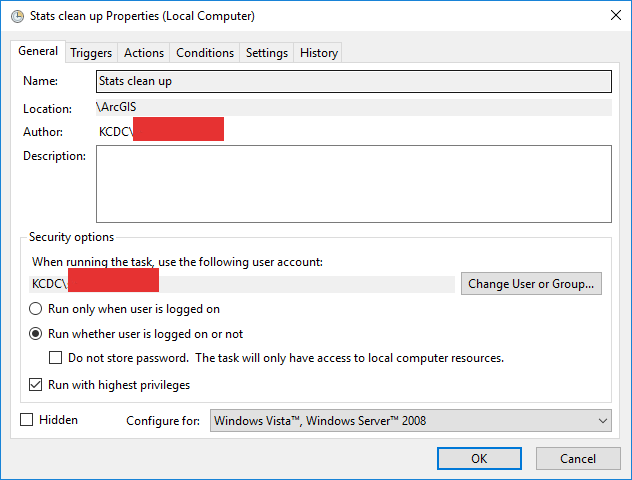 Stats clean up Properties (Local Computer)
General Triggers Actions Conditions Settings History
Name: Stats clean up
Location: \ArcGIS
Author: KCDC\
Description:
Security options
When running the task, use the following user account:
KCDC\ Change User or Group...
Run only when user is logged on
Run whether user is logged on or not
Do not store password. The task will only have access to local computer resources.
Run with highest privileges
Hidden Configure for: Windows Vista™, Windows Server™ 2008
OK Cancel